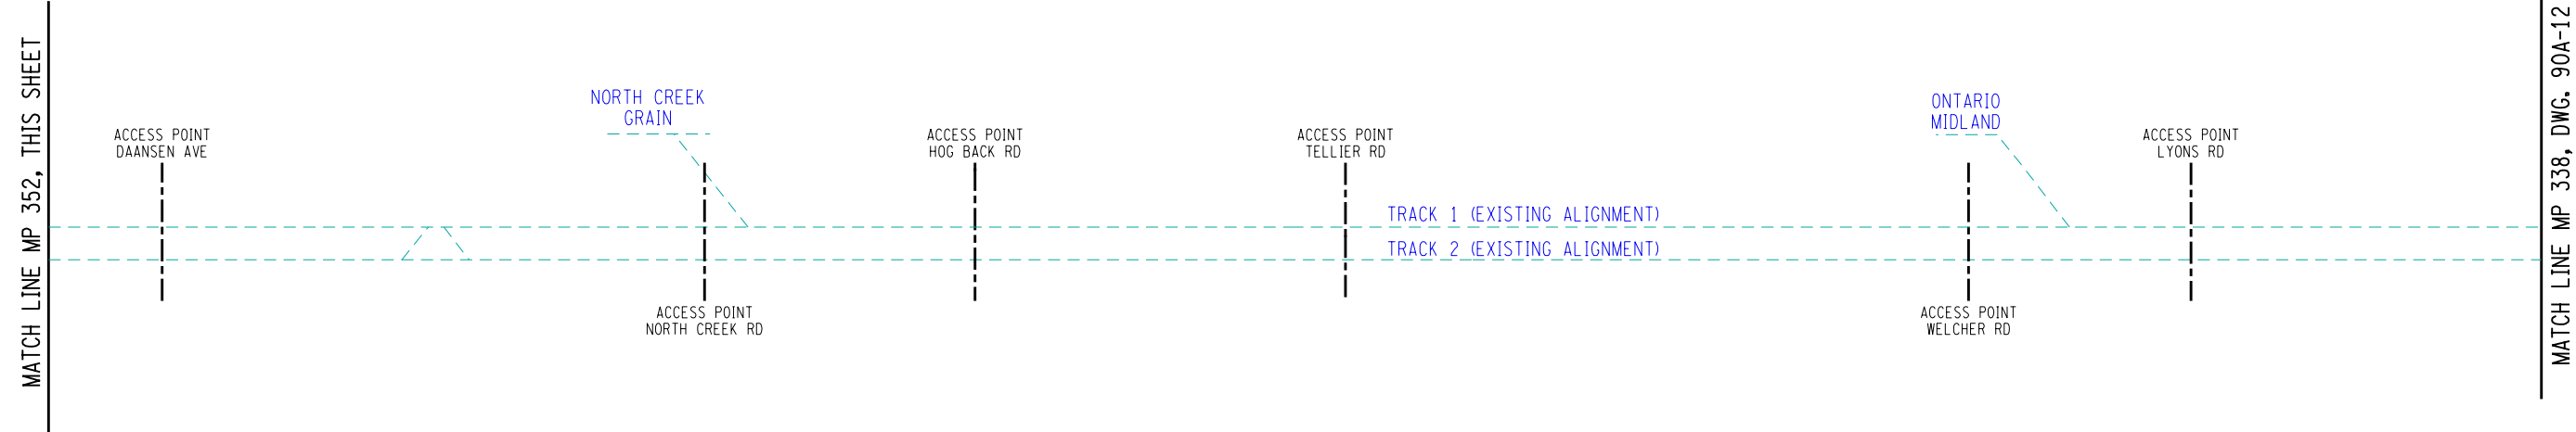 MATCH LINE MP 352, THIS SHEET
ACCESS POINT
DAANSEN AVE
NORTH CREEK
GRAIN
ACCESS POINT
NORTH CREEK RD
ACCESS POINT
HOG BACK RD
ACCESS POINT
TELLIER RD
TRACK 1 (EXISTING ALIGNMENT)
TRACK 2 (EXISTING ALIGNMENT)
ONTARIO
MIDLAND
ACCESS POINT
WELCHER RD
ACCESS POINT
LYONS RD
MATCH LINE MP 338, DWG. 90A-12